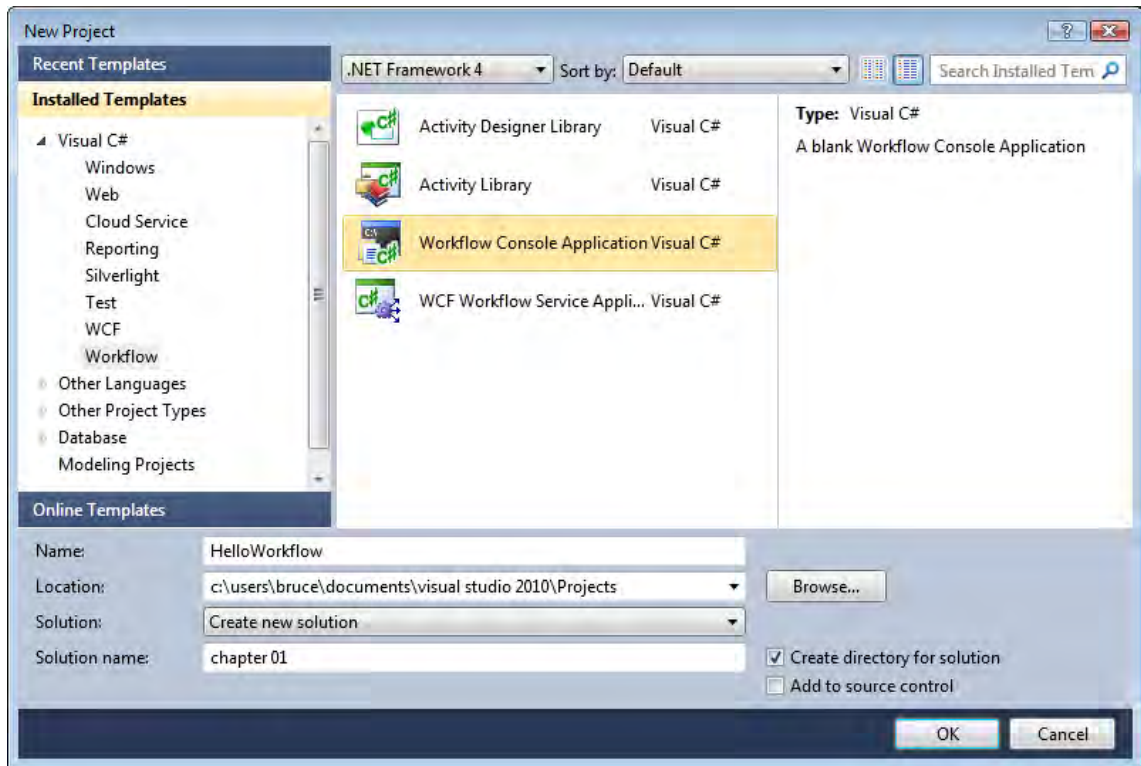 New Project
Recent Templates
.NET Framework 4
Sort by: Default
Search Installed Tem
Installed Templates
Visual C#
Windows
Web
Cloud Service
Reporting
Silverlight
Test
WCF
Workflow
Other Languages
Other Project Types
Database
Modeling Projects
Online Templates
Activity Designer Library Visual C#
Activity Library Visual C#
Workflow Console Application Visual C#
WCF Workflow Service Appli... Visual C#
Type: Visual C#
A blank Workflow Console Application
Name: HelloWorkflow
Location: c:\users\bruce\documents\visual studio 2010\Projects
Browse...
Solution: Create new solution
Solution name: chapter 01
Create directory for solution
Add to source control
OK
Cancel